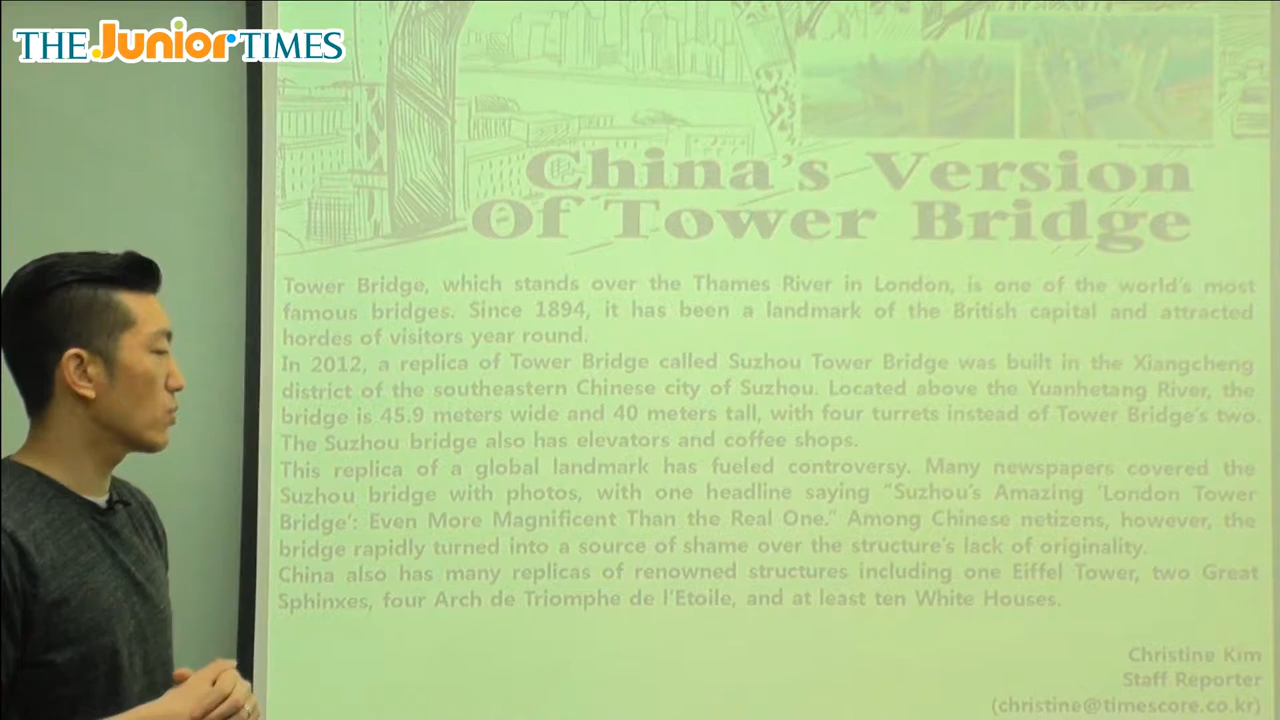 THE Junior TIMES
China's Version
Of Tower Bridge
Tower Bridge, which stands over the Thames River in London, is one of the world's most
famous bridges. Since 1894, it has been a landmark of the British capital and attracted
hordes of visitors year round.
In 2012, a replica of Tower Bridge called Suzhou Tower Bridge was built in the Xiangcheng
district of the southeastern Chinese city of Suzhou. Located above the Yuanhetang River, the
bridge is 45.9 meters wide and 40 meters tall, with four turrets instead of Tower Bridge's two.
The Suzhou bridge also has elevators and coffee shops.
This replica of a global landmark has fueled controversy. Many newspapers covered the
Suzhou bridge with photos, with one headline saying "Suzhou's Amazing 'London Tower
Bridge': Even More Magnificent Than the Real One." Among Chinese netizens, however, the
bridge rapidly turned into a source of shame over the structure's lack of originality.
China also has many replicas of renowned structures including one Eiffel Tower, two Great
Sphinxes, four Arch de Triomphe de l'Etoile, and at least ten White Houses.
Christine Kim
Staff Reporter
(christine@timescore.co.kr)